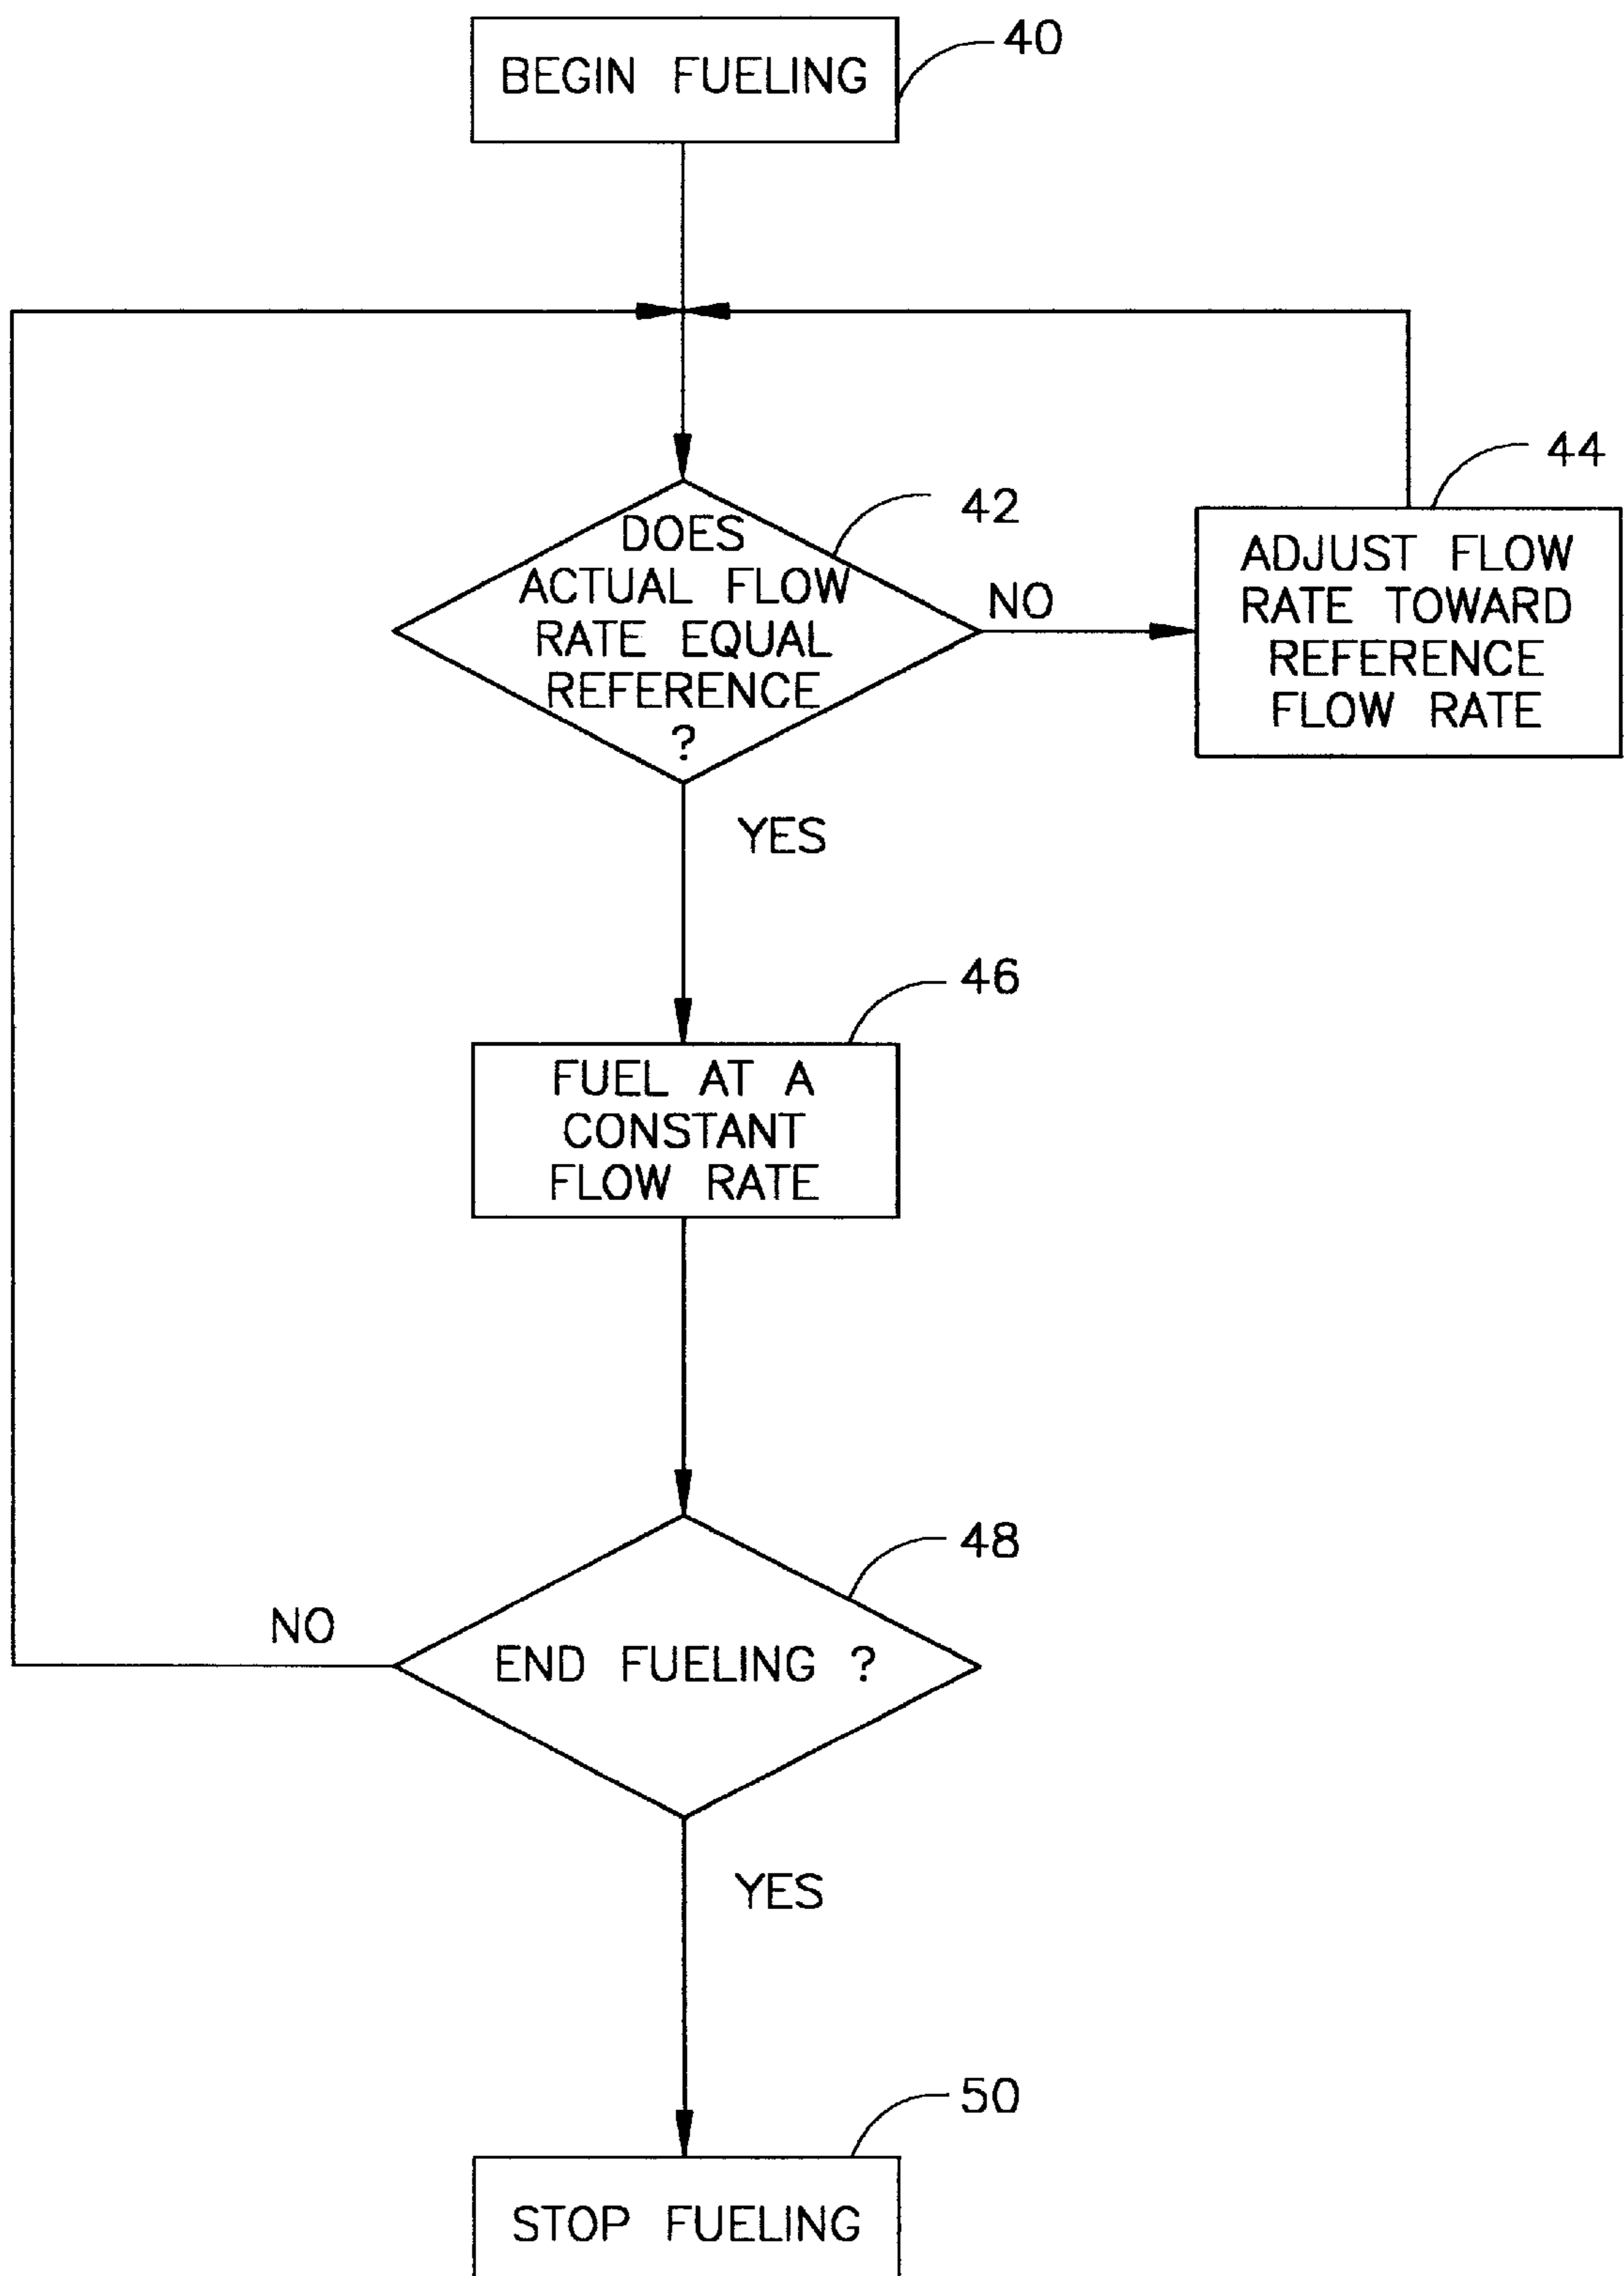 BEGIN FUELING
40
DOES
ACTUAL FLOW
RATE EQUAL
REFERENCE
?
42
NO
ADJUST FLOW
RATE TOWARD
REFERENCE
FLOW RATE
44
YES
FUEL AT A
CONSTANT
FLOW RATE
46
END FUELING ?
48
NO
YES
STOP FUELING
50